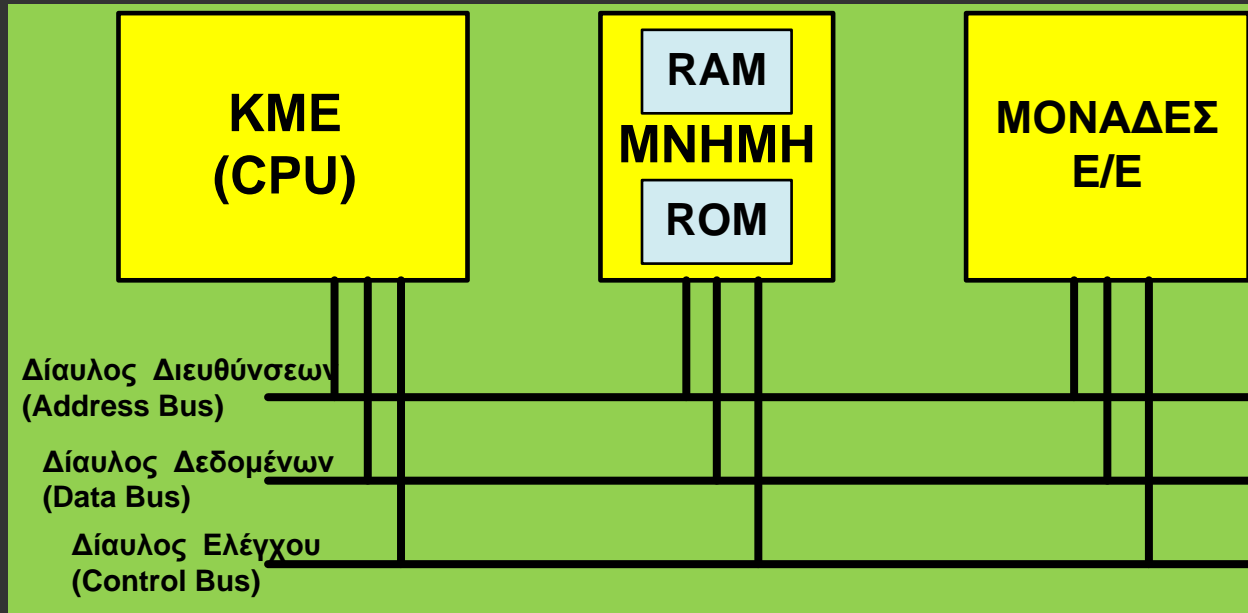 ΚΜΕ
(CPU)
RAM
ΜΝΗΜΗ
ROM
ΜΟΝΑΔΕΣ
Ε/Ε
Δίαυλος Διευθύνσεων
(Address Bus)
Δίαυλος Δεδομένων
(Data Bus)
Δίαυλος Ελέγχου
(Control Bus)